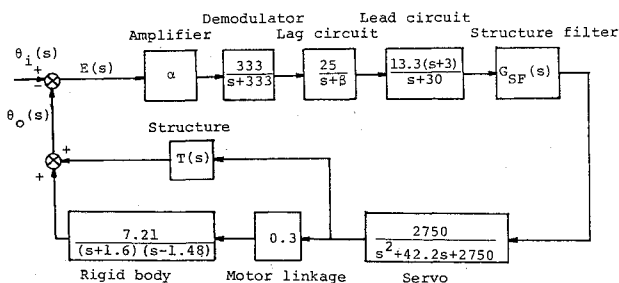 Demodulator
Lead circuit
Amplifier
Lag circuit
Structure filter
θi(s)
+
−
E(s)
α
333
s+333
25
s+β
13.3(s+3)
s+30
GSF(s)
θo(s)
Structure
T(s)
+
+
7.21
(s+1.6)(s-1.48)
0.3
2750
s²+42.2s+2750
Rigid body
Motor linkage
Servo